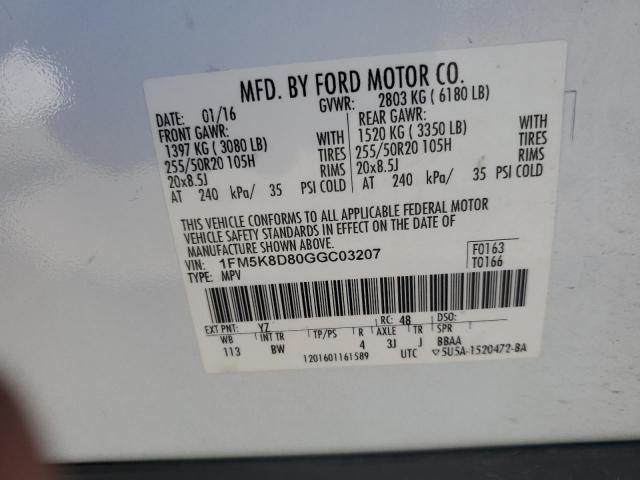 MFD. BY FORD MOTOR CO.
DATE: 01/16 GVWR: 2803 KG ( 6180 LB)
FRONT GAWR: REAR GAWR:
1397 KG ( 3080 LB) WITH 1520 KG ( 3350 LB) WITH
255/50R20 105H TIRES 255/50R20 105H TIRES
20x8.5J RIMS 20x8.5J RIMS
AT 240 kPa/ 35 PSI COLD AT 240 kPa/ 35 PSI COLD
THIS VEHICLE CONFORMS TO ALL APPLICABLE FEDERAL MOTOR
VEHICLE SAFETY STANDARDS IN EFFECT ON THE DATE OF
MANUFACTURE SHOWN ABOVE.
VIN: 1FM5K8D80GGC03207 F0163
TYPE: MPV T0166
EXT PNT: YZ RC: 48 DSO:
WB INT TR TP/PS R AXLE TR SPR
113 BW 4 3J J BBAA
1201601161589 UTC ▽5U5A-1520472-BA